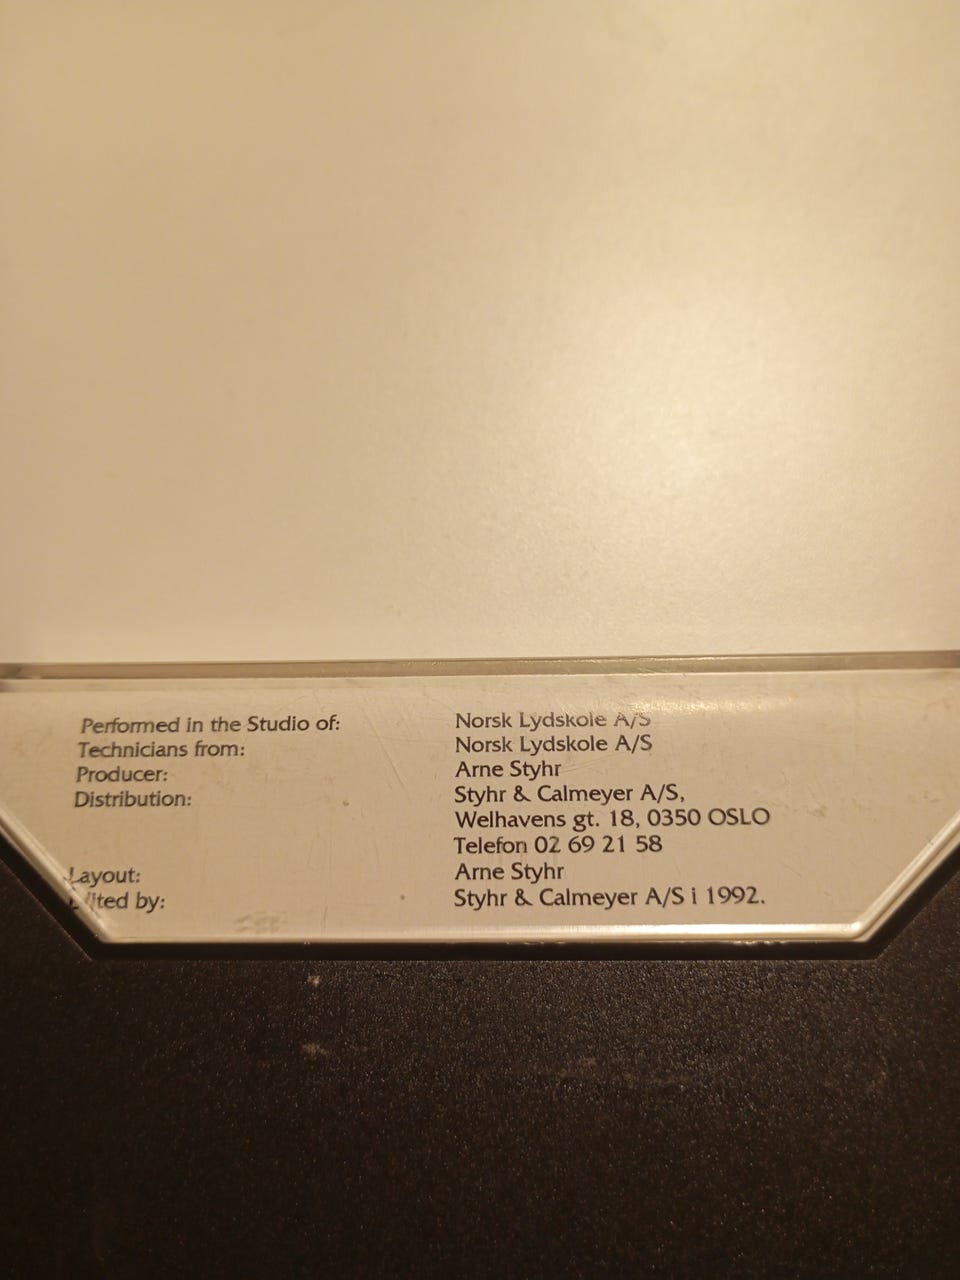 Performed in the Studio of: Norsk Lydskole A/S
Technicians from: Norsk Lydskole A/S
Producer: Arne Styhr
Distribution: Styhr & Calmeyer A/S,
Welhavens gt. 18, 0350 OSLO
Telefon 02 69 21 58
Layout: Arne Styhr
Edited by: Styhr & Calmeyer A/S i 1992.